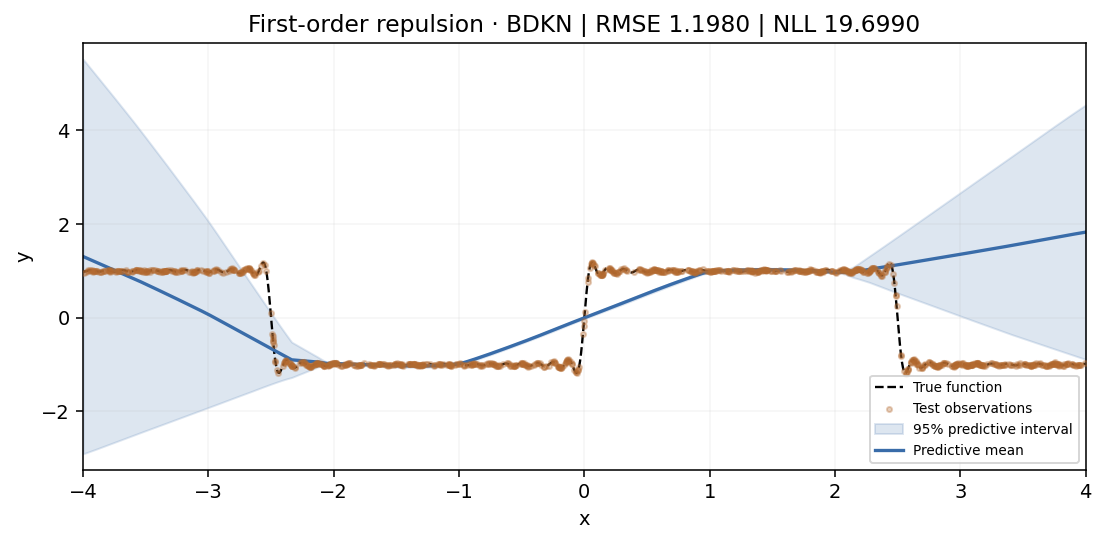 First-order repulsion · BDKN | RMSE 1.1980 | NLL 19.6990
y
4
2
0
−2
−4
−3
−2
−1
0
1
2
3
4
x
True function
Test observations
95% predictive interval
Predictive mean